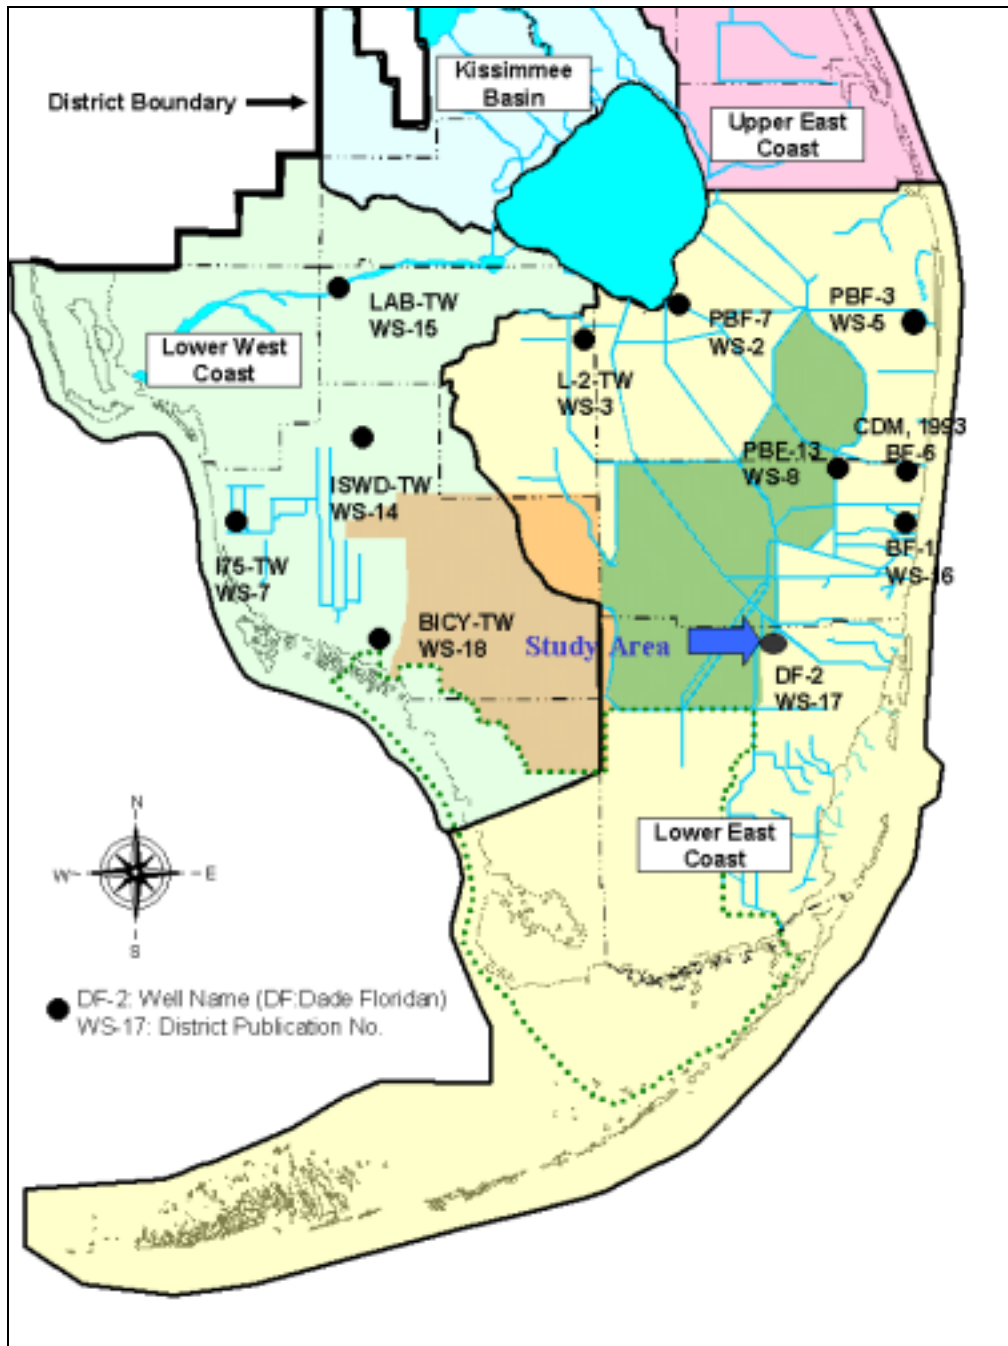 Kissimmee
Basin
District Boundary
Upper East
Coast
LAB-TW
WS-15
PBF-3
WS-5
PBF-7
WS-2
Lower West
Coast
L-2-TW
WS-3
CDM, 1993
BF-6
PBF-13
WS-8
ISWD-TW
WS-14
BF-1
WS-16
I75-TW
WS-7
BICY-TW
WS-18
Study Area
DF-2
WS-17
N
W
E
S
Lower East
Coast
DF-2: Well Name (DF:Dade Floridan)
WS-17: District Publication No.